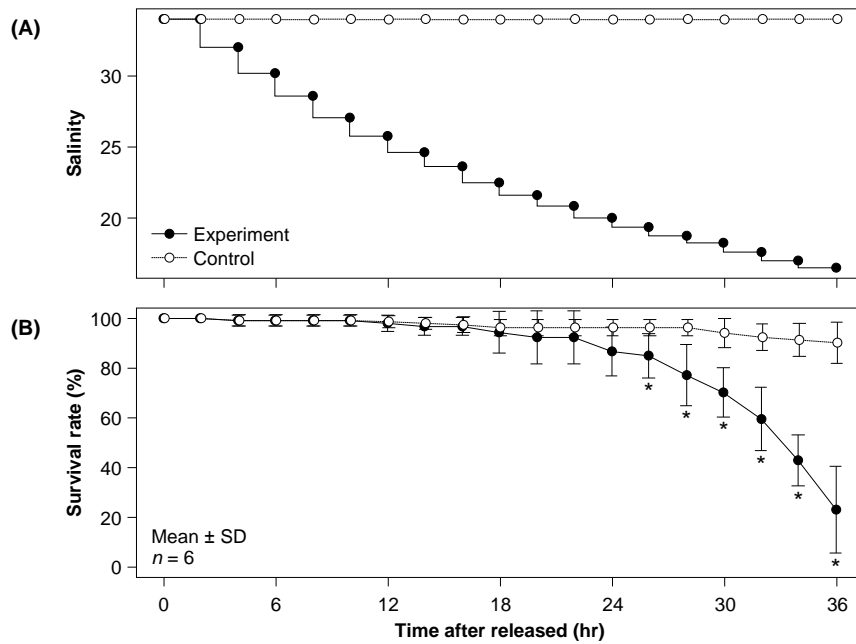 (A)
Salinity
30
25
20
Experiment
Control
(B)
Survival rate (%)
100
80
60
40
20
0
*
*
*
*
*
*
Mean ± SD
n = 6
0
6
12
18
24
30
36
Time after released (hr)